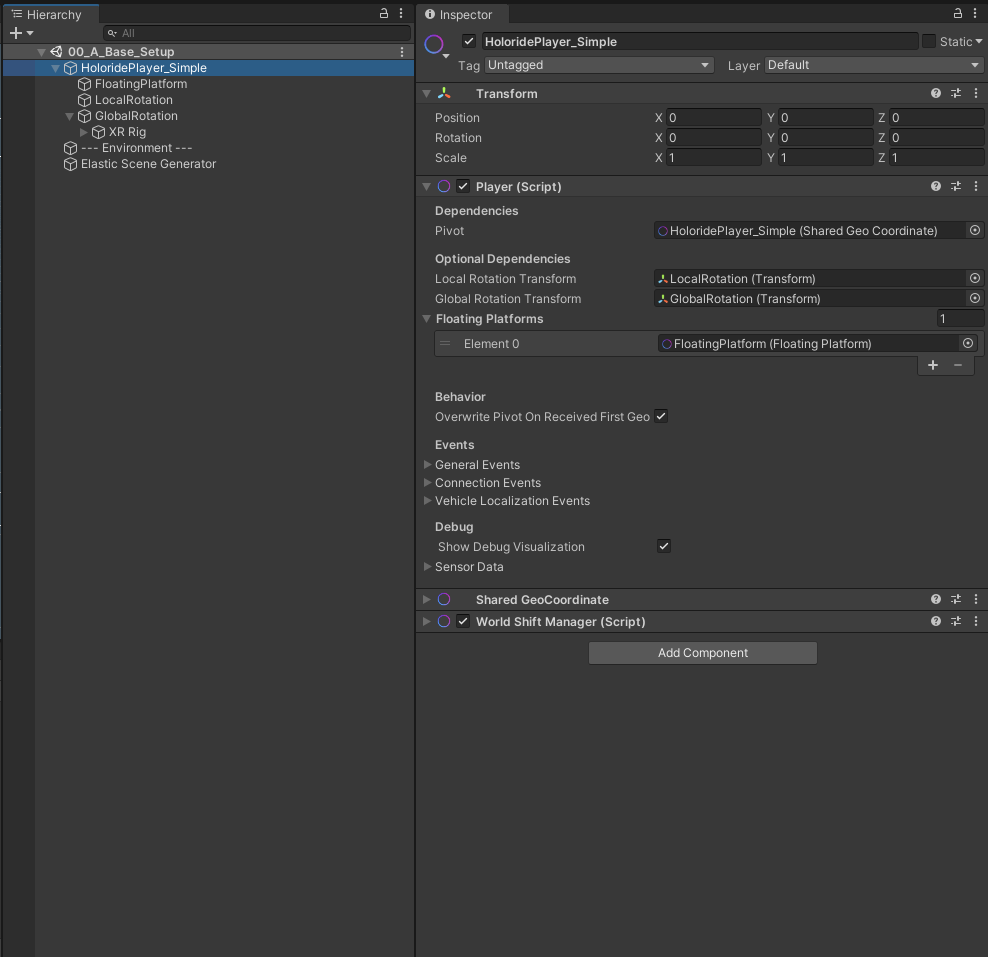 Hierarchy
All
00_A_Base_Setup
HoloridePlayer_Simple
FloatingPlatform
LocalRotation
GlobalRotation
XR Rig
--- Environment ---
Elastic Scene Generator
Inspector
HoloridePlayer_Simple Static
Tag Untagged Layer Default
Transform
Position X 0 Y 0 Z 0
Rotation X 0 Y 0 Z 0
Scale X 1 Y 1 Z 1
Player (Script)
Dependencies
Pivot HoloridePlayer_Simple (Shared Geo Coordinate)
Optional Dependencies
Local Rotation Transform LocalRotation (Transform)
Global Rotation Transform GlobalRotation (Transform)
Floating Platforms 1
Element 0 FloatingPlatform (Floating Platform)
Behavior
Overwrite Pivot On Received First Geo
Events
General Events
Connection Events
Vehicle Localization Events
Debug
Show Debug Visualization
Sensor Data
Shared GeoCoordinate
World Shift Manager (Script)
Add Component